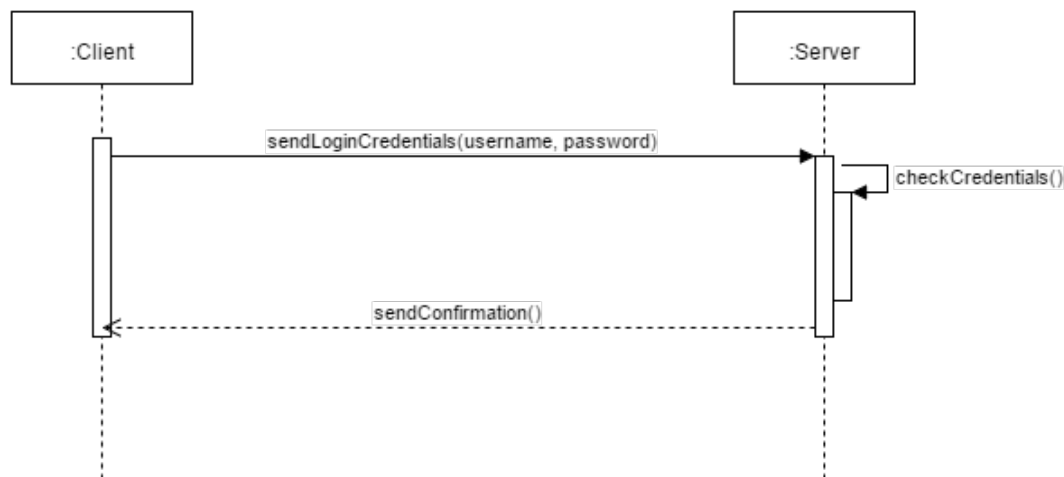 :Client
:Server
sendLoginCredentials(username, password)
checkCredentials()
sendConfirmation()